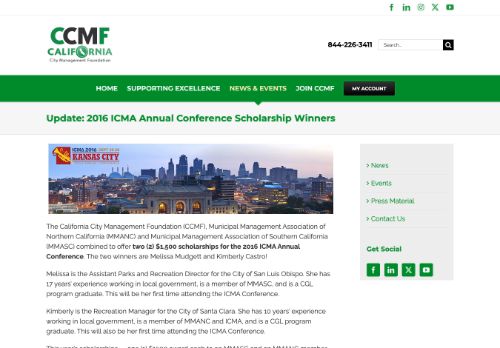 CCMF
CALIFORNIA
City Management Foundation
844-226-3411
Search...
HOME SUPPORTING EXCELLENCE NEWS & EVENTS JOIN CCMF MY ACCOUNT
Update: 2016 ICMA Annual Conference Scholarship Winners
ICMA 2016
KANSAS CITY
The California City Management Foundation (CCMF), Municipal Management Association of
Northern California (MMANC) and Municipal Management Association of Southern California
(MMASC) combined to offer two (2) $1,500 scholarships for the 2016 ICMA Annual
Conference. The two winners are Melissa Mudgett and Kimberly Castro!
Melissa is the Assistant Parks and Recreation Director for the City of San Luis Obispo. She has
17 years' experience working in local government, is a member of MMASC, and is a CGL
program graduate. This will be her first time attending the ICMA Conference.
Kimberly is the Recreation Manager for the City of Santa Clara. She has 10 years' experience
working in local government, is a member of MMANC and ICMA, and is a CGL program
graduate. This will also be her first time attending the ICMA Conference.
> News
> Events
> Press Material
> Contact Us
Get Social